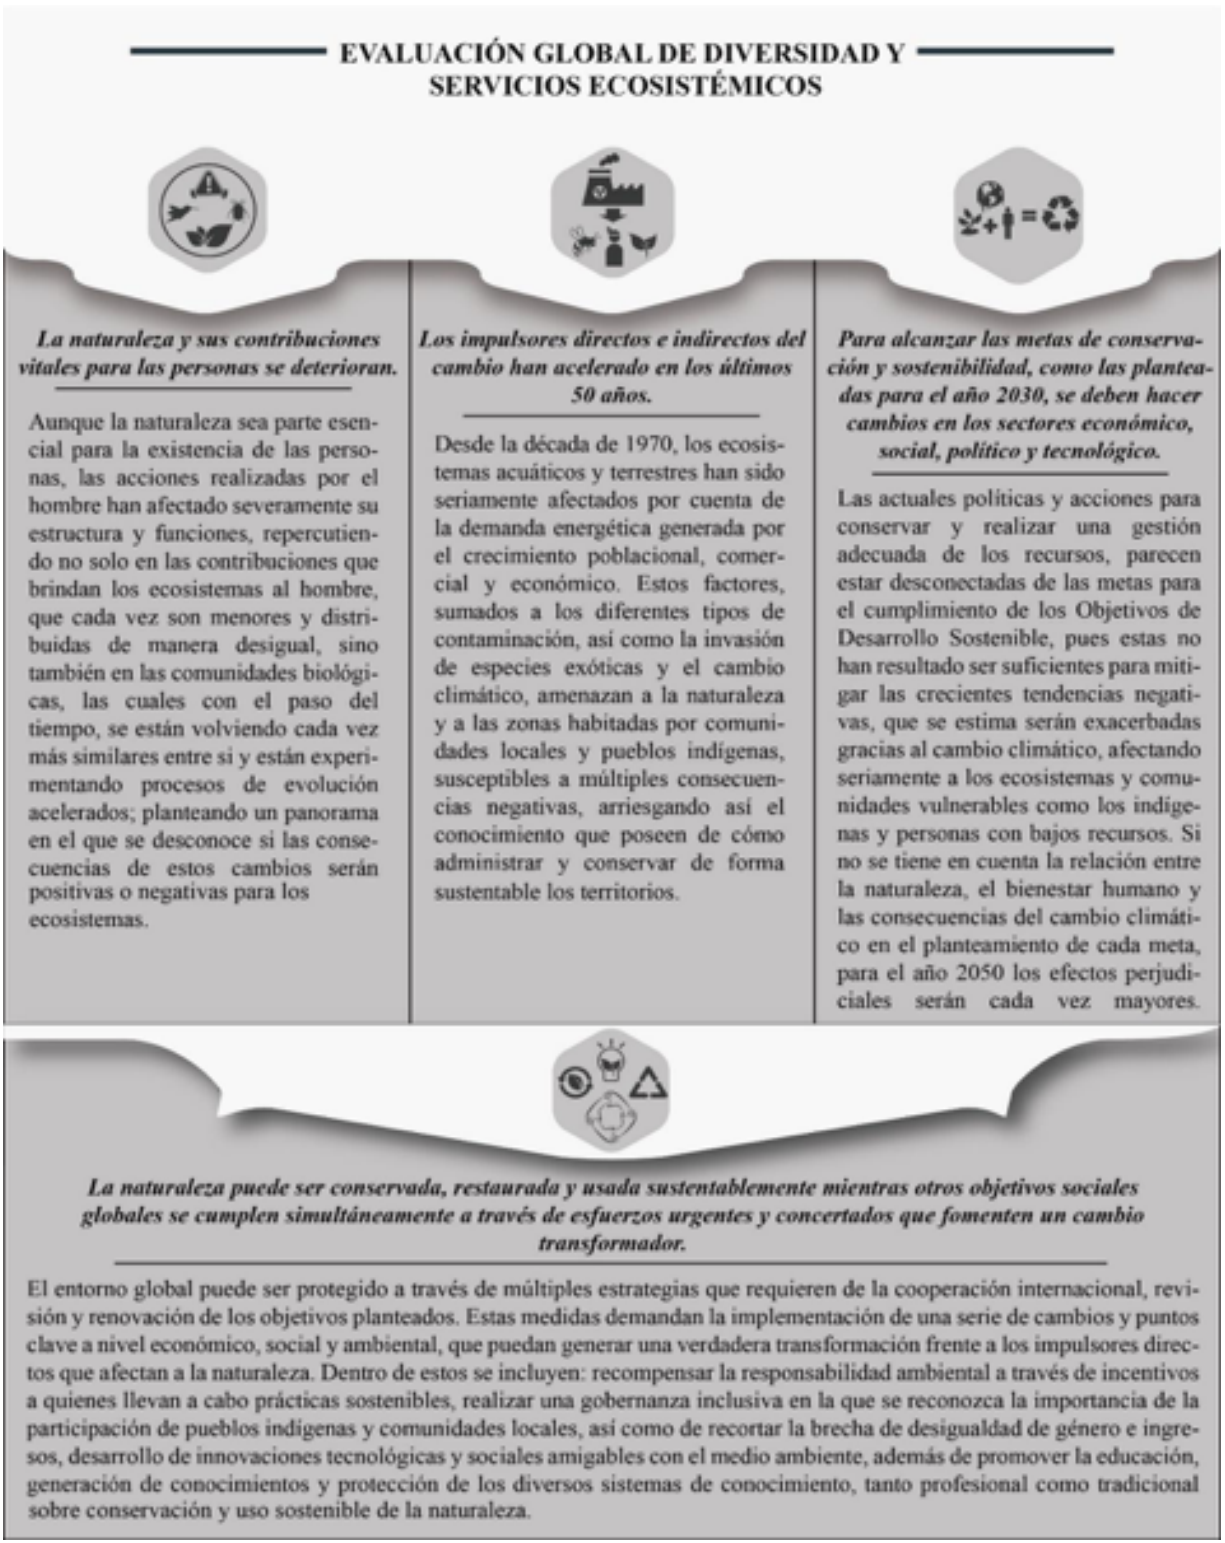 EVALUACIÓN GLOBAL DE DIVERSIDAD Y
SERVICIOS ECOSISTÉMICOS
La naturaleza y sus contribuciones
vitales para las personas se deterioran.
Aunque la naturaleza sea parte esen-
cial para la existencia de las perso-
nas, las acciones realizadas por el
hombre han afectado severamente su
estructura y funciones, repercutien-
do no solo en las contribuciones que
brindan los ecosistemas al hombre,
que cada vez son menores y distri-
buidas de manera desigual, sino
también en las comunidades biológi-
cas, las cuales con el paso del
tiempo, se están volviendo cada vez
más similares entre si y están experi-
mentando procesos de evolución
acelerados; planteando un panorama
en el que se desconoce si las conse-
cuencias de estos cambios serán
positivas o negativas para los
ecosistemas.
Los impulsores directos e indirectos del
cambio han acelerado en los últimos
50 años.
Desde la década de 1970, los ecosis-
temas acuáticos y terrestres han sido
seriamente afectados por cuenta de
la demanda energética generada por
el crecimiento poblacional, comer-
cial y económico. Estos factores,
sumados a los diferentes tipos de
contaminación, así como la invasión
de especies exóticas y el cambio
climático, amenazan a la naturaleza
y a las zonas habitadas por comuni-
dades locales y pueblos indígenas,
susceptibles a múltiples consecuen-
cias negativas, arriesgando así el
conocimiento que poseen de cómo
administrar y conservar de forma
sustentable los territorios.
Para alcanzar las metas de conserva-
ción y sostenibilidad, como las plantea-
das para el año 2030, se deben hacer
cambios en los sectores económico,
social, político y tecnológico.
Las actuales políticas y acciones para
conservar y realizar una gestión
adecuada de los recursos, parecen
estar desconectadas de las metas para
el cumplimiento de los Objetivos de
Desarrollo Sostenible, pues estas no
han resultado ser suficientes para miti-
gar las crecientes tendencias negati-
vas, que se estima serán exacerbadas
gracias al cambio climático, afectando
seriamente a los ecosistemas y comu-
nidades vulnerables como los indíge-
nas y personas con bajos recursos. Si
no se tiene en cuenta la relación entre
la naturaleza, el bienestar humano y
las consecuencias del cambio climáti-
co en el planteamiento de cada meta,
para el año 2050 los efectos perjudi-
ciales serán cada vez mayores.
La naturaleza puede ser conservada, restaurada y usada sustentablemente mientras otros objetivos sociales
globales se cumplen simultáneamente a través de esfuerzos urgentes y concertados que fomenten un cambio
transformador.
El entorno global puede ser protegido a través de múltiples estrategias que requieren de la cooperación internacional, revi-
sión y renovación de los objetivos planteados. Estas medidas demandan la implementación de una serie de cambios y puntos
clave a nivel económico, social y ambiental, que puedan generar una verdadera transformación frente a los impulsores direc-
tos que afectan a la naturaleza. Dentro de estos se incluyen: recompensar la responsabilidad ambiental a través de incentivos
a quienes llevan a cabo prácticas sostenibles, realizar una gobernanza inclusiva en la que se reconozca la importancia de la
participación de pueblos indígenas y comunidades locales, así como de recortar la brecha de desigualdad de género e ingre-
sos, desarrollo de innovaciones tecnológicas y sociales amigables con el medio ambiente, además de promover la educación,
generación de conocimientos y protección de los diversos sistemas de conocimiento, tanto profesional como tradicional
sobre conservación y uso sostenible de la naturaleza.